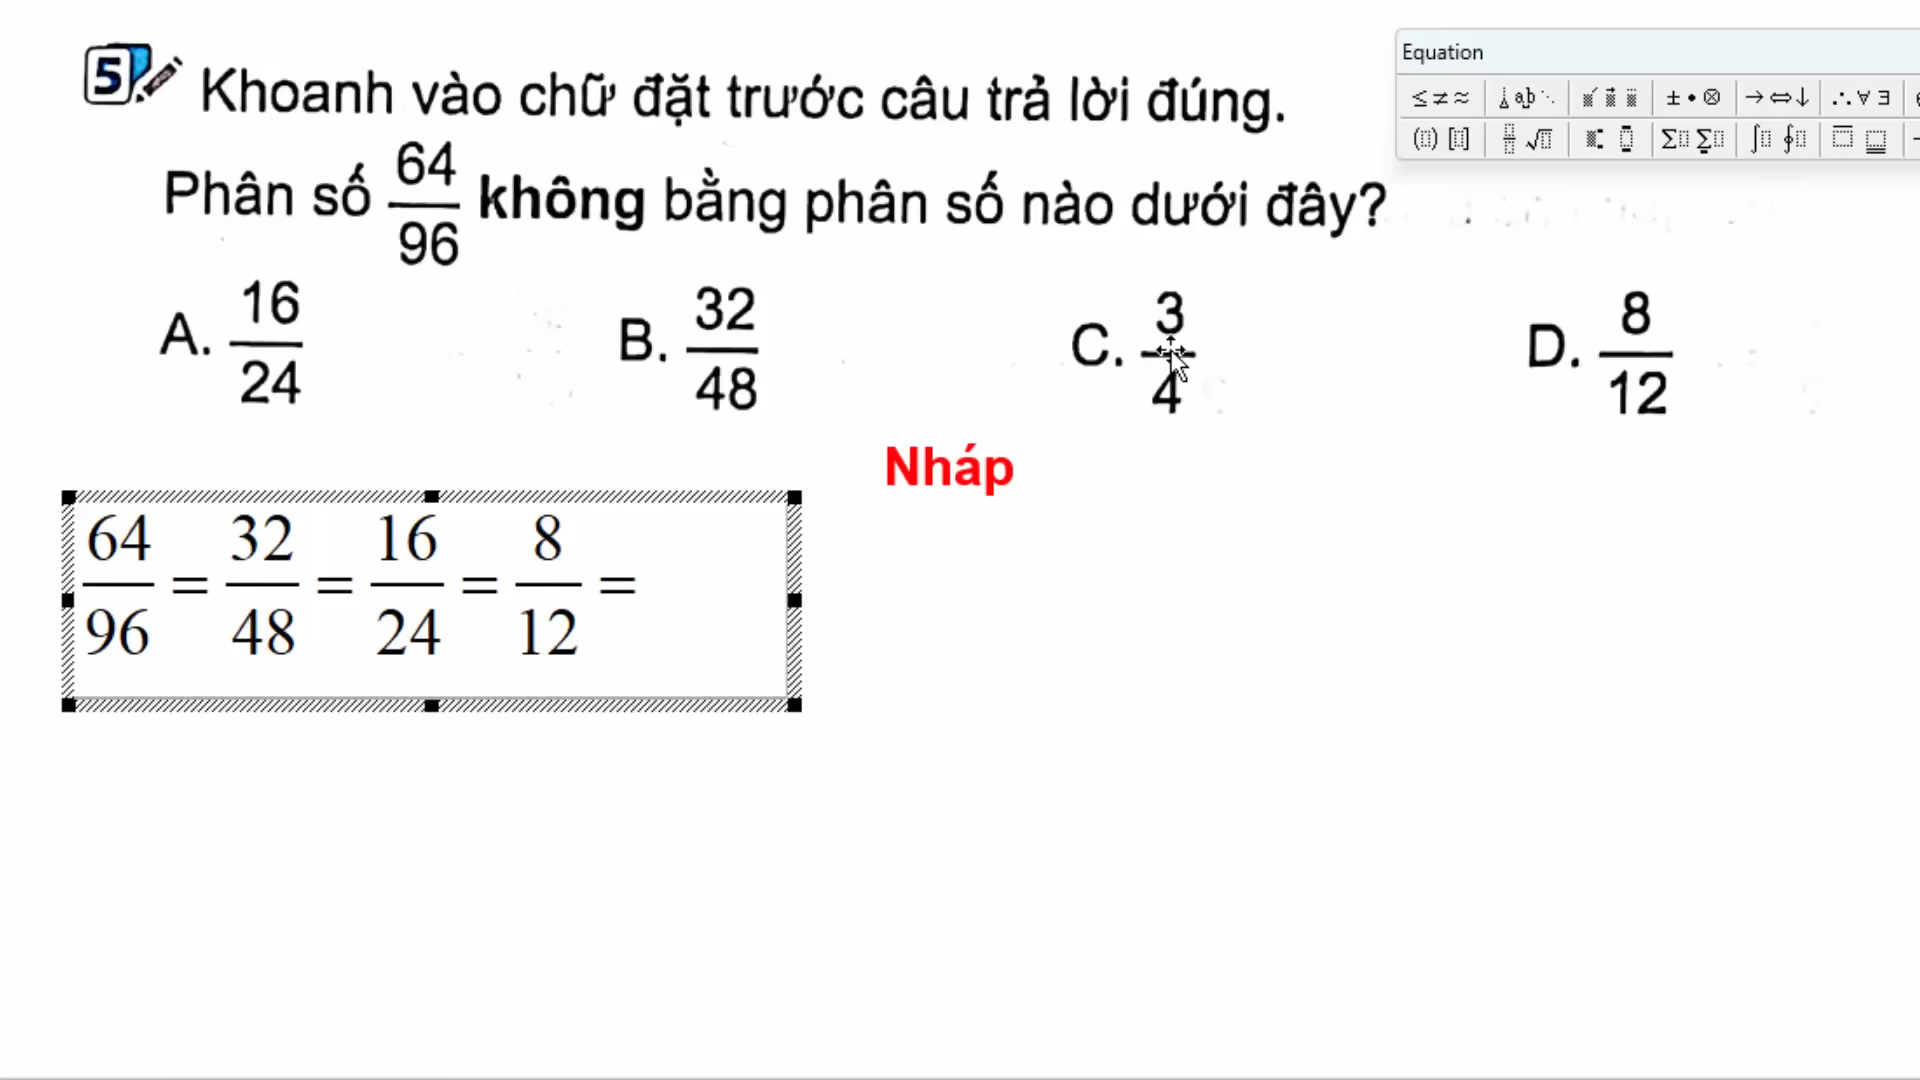 5 Khoanh vào chữ đặt trước câu trả lời đúng.
Phân số 64/96 không bằng phân số nào dưới đây?
A. 16/24 B. 32/48 C. 3/4 D. 8/12
Nháp
64/96 = 32/48 = 16/24 = 8/12 =
Equation